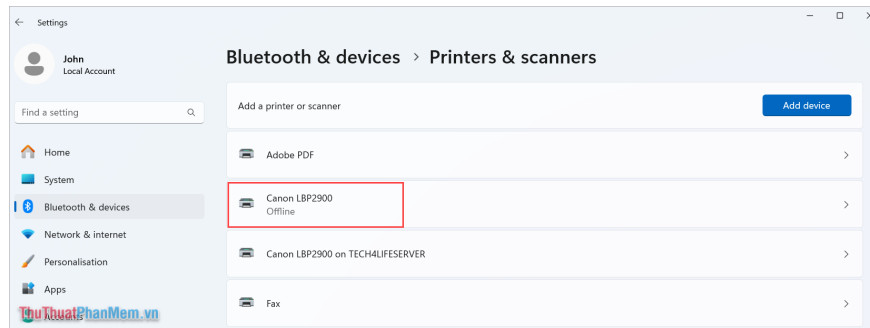 Settings
John
Local Account
Find a setting
Home
System
Bluetooth & devices
Network & internet
Personalisation
Apps
Accounts
ThuThuatPhanMem.vn
Bluetooth & devices > Printers & scanners
Add a printer or scanner
Add device
Adobe PDF
Canon LBP2900
Offline
Canon LBP2900 on TECH4LIFESERVER
Fax